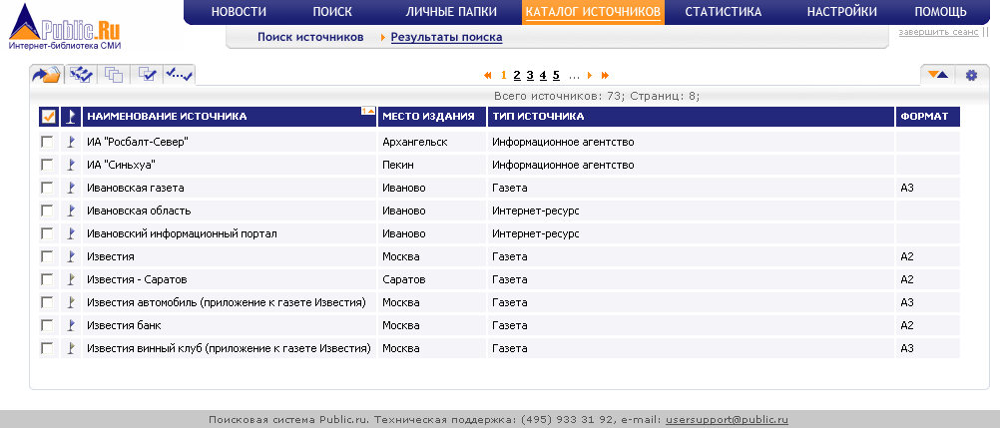 Public.Ru
Интернет-библиотека СМИ
НОВОСТИ ПОИСК ЛИЧНЫЕ ПАПКИ КАТАЛОГ ИСТОЧНИКОВ СТАТИСТИКА НАСТРОЙКИ ПОМОЩЬ
Поиск источников Результаты поиска
завершить сеанс
1 2 3 4 5 ...
Всего источников: 73; Страниц: 8;
НАИМЕНОВАНИЕ ИСТОЧНИКА 1 МЕСТО ИЗДАНИЯ ТИП ИСТОЧНИКА ФОРМАТ
ИА "Росбалт-Север" Архангельск Информационное агентство
ИА "Синьхуа" Пекин Информационное агентство
Ивановская газета Иваново Газета А3
Ивановская область Иваново Интернет-ресурс
Ивановский информационный портал Иваново Интернет-ресурс
Известия Москва Газета А2
Известия - Саратов Саратов Газета А2
Известия автомобиль (приложение к газете Известия) Москва Газета А3
Известия банк Москва Газета А2
Известия винный клуб (приложение к газете Известия) Москва Газета А3
Поисковая система Public.ru. Техническая поддержка: (495) 933 31 92, e-mail: usersupport@public.ru